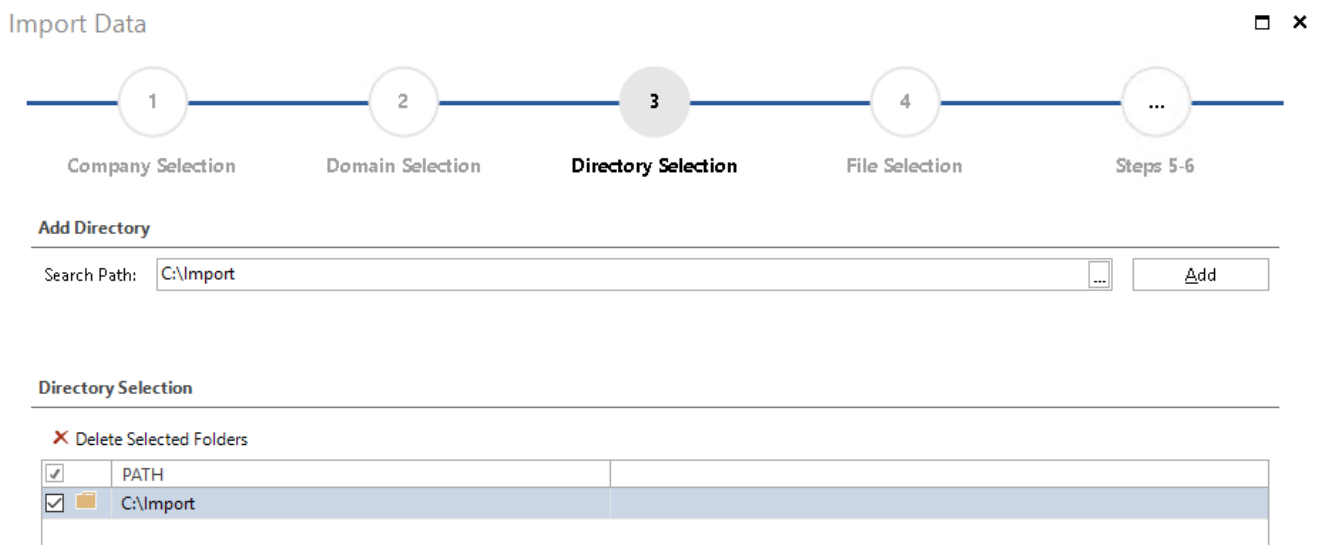 Import Data
1 2 3 4 ...
Company Selection Domain Selection Directory Selection File Selection Steps 5-6
Add Directory
Search Path: C:\Import ... Add
Directory Selection
Delete Selected Folders
PATH
C:\Import